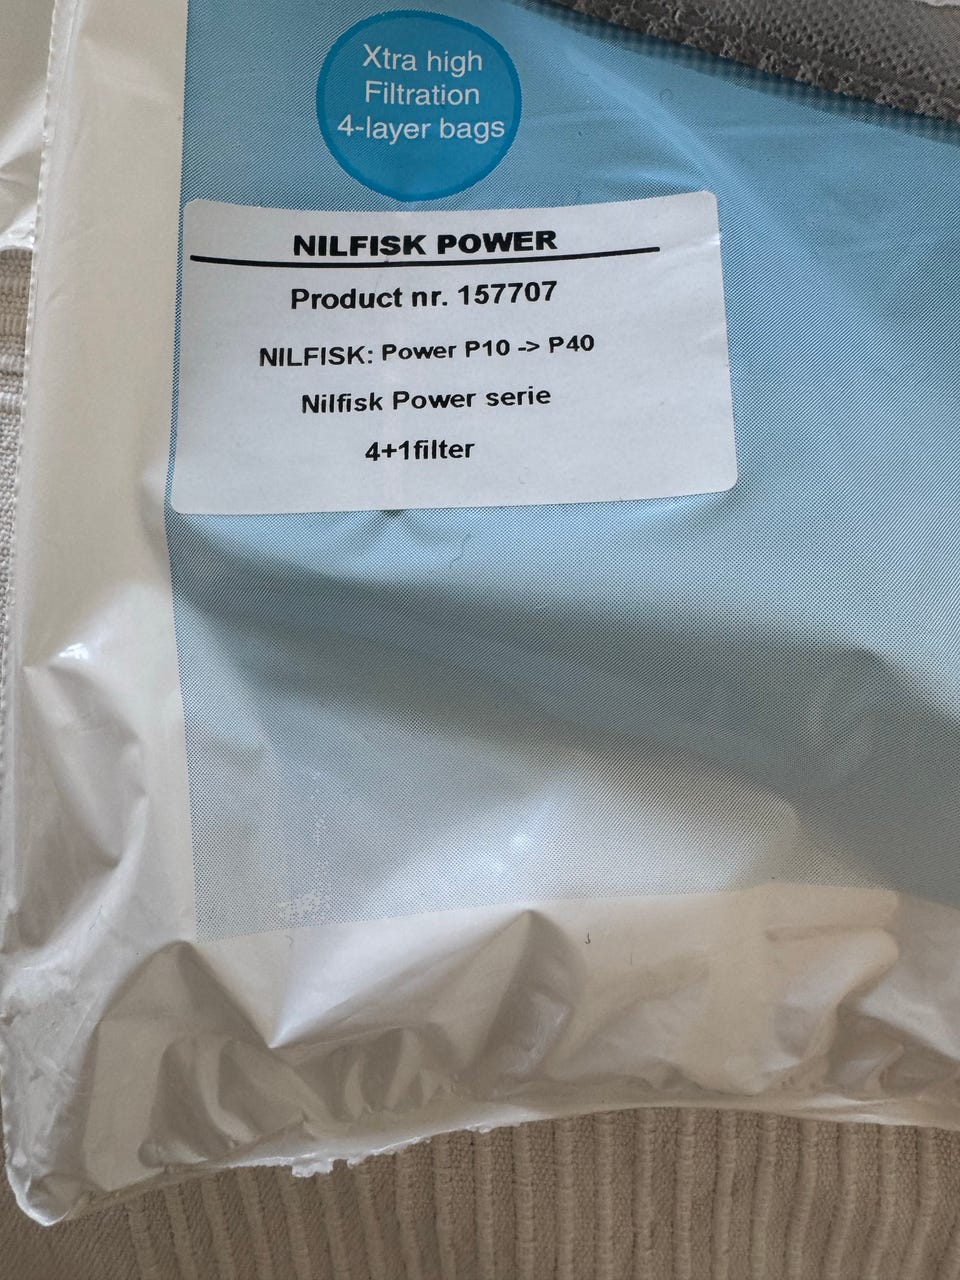 Xtra high
Filtration
4-layer bags
NILFISK POWER
Product nr. 157707
NILFISK: Power P10 -> P40
Nilfisk Power serie
4+1filter